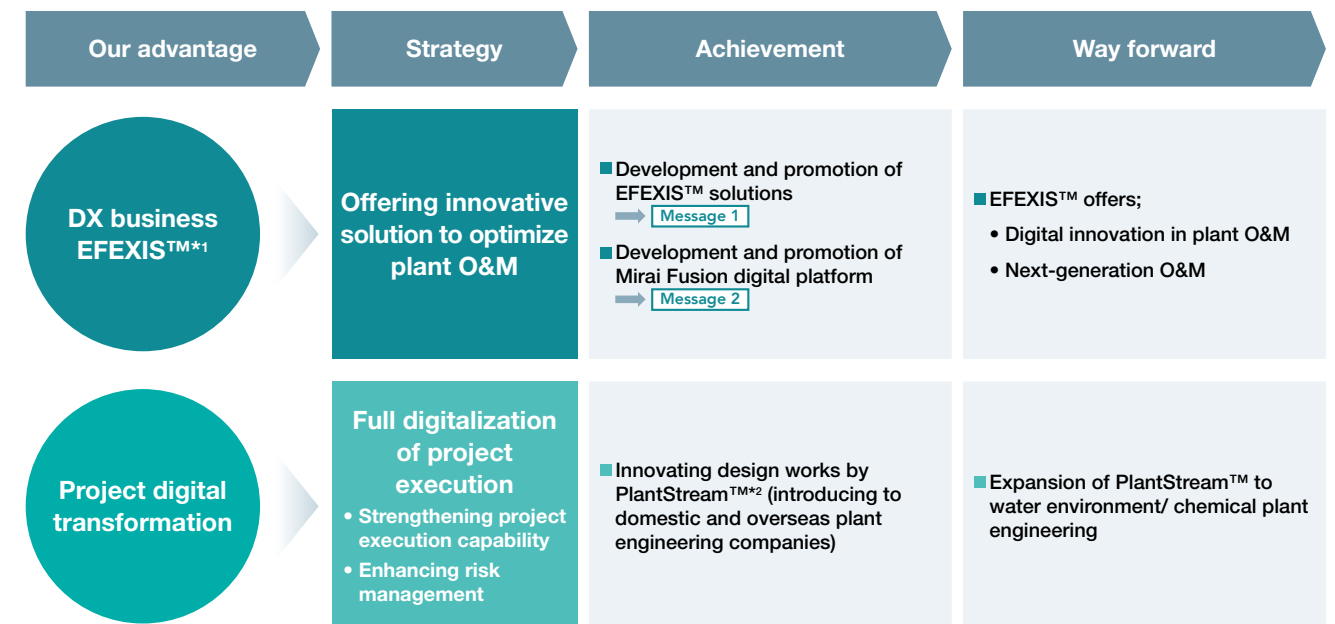 Our advantage
Strategy
Achievement
Way forward
DX business
EFEXIS™*1
Offering innovative
solution to optimize
plant O&M
■Development and promotion of
EFEXIS™ solutions
Message 1
■Development and promotion of
Mirai Fusion digital platform
Message 2
■EFEXIS™ offers;
• Digital innovation in plant O&M
• Next-generation O&M
Project digital
transformation
Full digitalization
of project
execution
• Strengthening project
execution capability
• Enhancing risk
management
■Innovating design works by
PlantStream™*2 (introducing to
domestic and overseas plant
engineering companies)
■Expansion of PlantStream™ to
water environment/ chemical plant
engineering